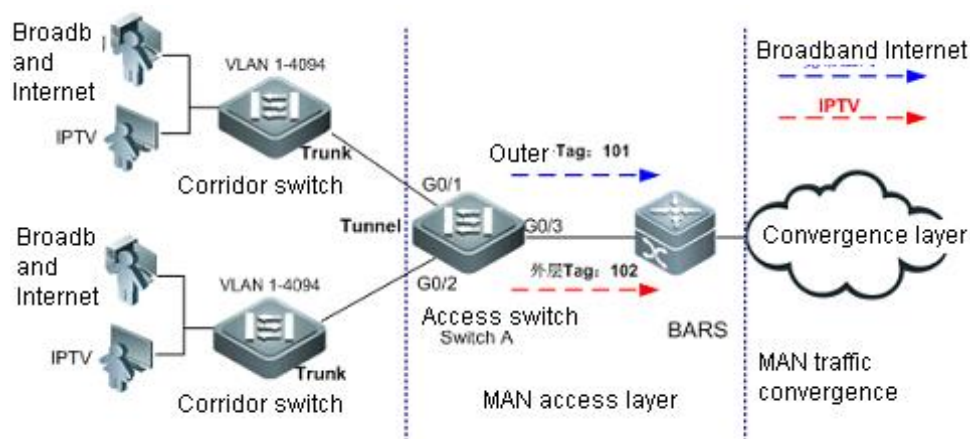 Broadb
and
Internet
IPTV
VLAN 1-4094
Trunk
Corridor switch
Broadb
and
Internet
IPTV
VLAN 1-4094
Trunk
Corridor switch
G0/1
Tunnel
G0/2
G0/3
Access switch
Switch A
Outer Tag: 101
外层Tag: 102
BARS
MAN access layer
Broadband Internet
IPTV
Convergence layer
MAN traffic
convergence